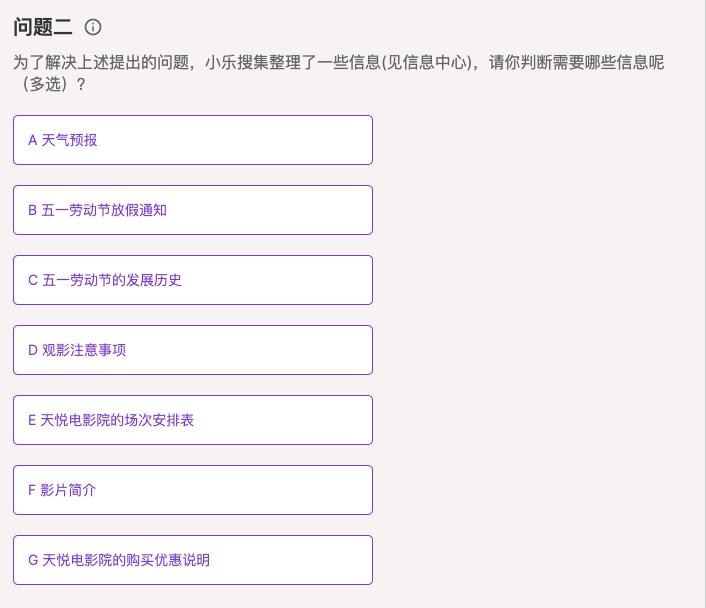 问题二
为了解决上述提出的问题，小乐搜集整理了一些信息(见信息中心)，请你判断需要哪些信息呢
（多选）?
A 天气预报
B 五一劳动节放假通知
C 五一劳动节的发展历史
D 观影注意事项
E 天悦电影院的场次安排表
F 影片简介
G 天悦电影院的购买优惠说明